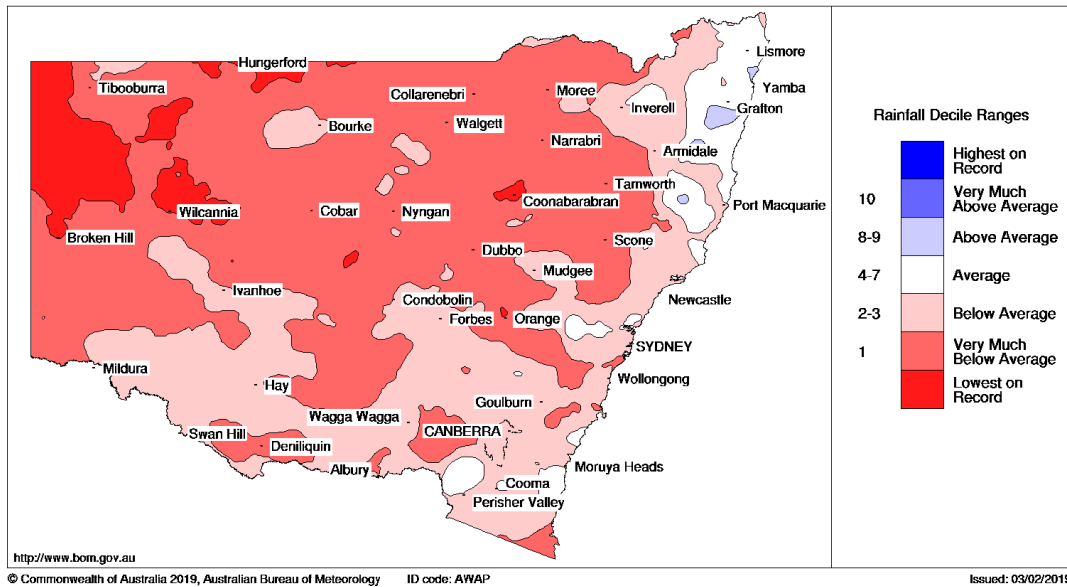 Hungerford
Lismore
Tibooburra
Yamba
Collarenebri
Moree
Inverell
Grafton
Bourke
Walgett
Narrabri
Armidale
Tamworth
Wilcannia
Cobar
Nyngan
Coonabarabran
Port Macquarie
Broken Hill
Scone
Dubbo
Mudgee
Ivanhoe
Condobolin
Newcastle
Forbes
Orange
SYDNEY
Mildura
Hay
Wollongong
Goulburn
Wagga Wagga
CANBERRA
Swan Hill
Deniliquin
Albury
Moruya Heads
Cooma
Perisher Valley
Rainfall Decile Ranges
Highest on
Record
10 Very Much
Above Average
8-9 Above Average
4-7 Average
2-3 Below Average
1 Very Much
Below Average
Lowest on
Record
http://www.bom.gov.au
© Commonwealth of Australia 2019, Australian Bureau of Meteorology ID code: AWAP Issued: 03/02/2019